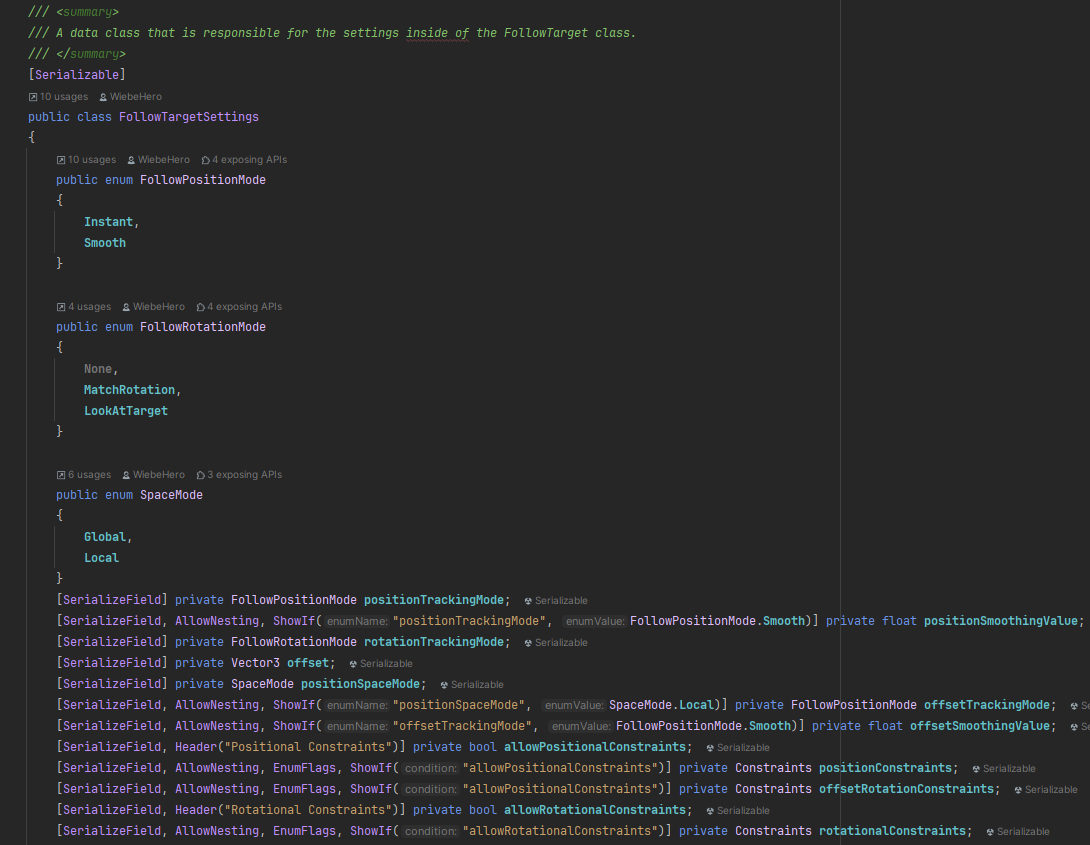 /// <summary>
/// A data class that is responsible for the settings inside of the FollowTarget class.
/// </summary>
[Serializable]
10 usages WiebeHero
public class FollowTargetSettings
{
10 usages WiebeHero 4 exposing APIs
public enum FollowPositionMode
{
Instant,
Smooth
}
4 usages WiebeHero 4 exposing APIs
public enum FollowRotationMode
{
None,
MatchRotation,
LookAtTarget
}
6 usages WiebeHero 3 exposing APIs
public enum SpaceMode
{
Global,
Local
}
[SerializeField] private FollowPositionMode positionTrackingMode; Serializable
[SerializeField, AllowNesting, ShowIf( enumName: "positionTrackingMode", enumValue: FollowPositionMode.Smooth)] private float positionSmoothingValue;
[SerializeField] private FollowRotationMode rotationTrackingMode; Serializable
[SerializeField] private Vector3 offset; Serializable
[SerializeField] private SpaceMode positionSpaceMode; Serializable
[SerializeField, AllowNesting, ShowIf( enumName: "positionSpaceMode", enumValue: SpaceMode.Local)] private FollowPositionMode offsetTrackingMode; Se
[SerializeField, AllowNesting, ShowIf( enumName: "offsetTrackingMode", enumValue: FollowPositionMode.Smooth)] private float offsetSmoothingValue; Se
[SerializeField, Header("Positional Constraints")] private bool allowPositionalConstraints; Serializable
[SerializeField, AllowNesting, EnumFlags, ShowIf( condition: "allowPositionalConstraints")] private Constraints positionConstraints; Serializable
[SerializeField, AllowNesting, EnumFlags, ShowIf( condition: "allowPositionalConstraints")] private Constraints offsetRotationConstraints; Serializable
[SerializeField, Header("Rotational Constraints")] private bool allowRotationalConstraints; Serializable
[SerializeField, AllowNesting, EnumFlags, ShowIf( condition: "allowRotationalConstraints")] private Constraints rotationalConstraints; Serializable